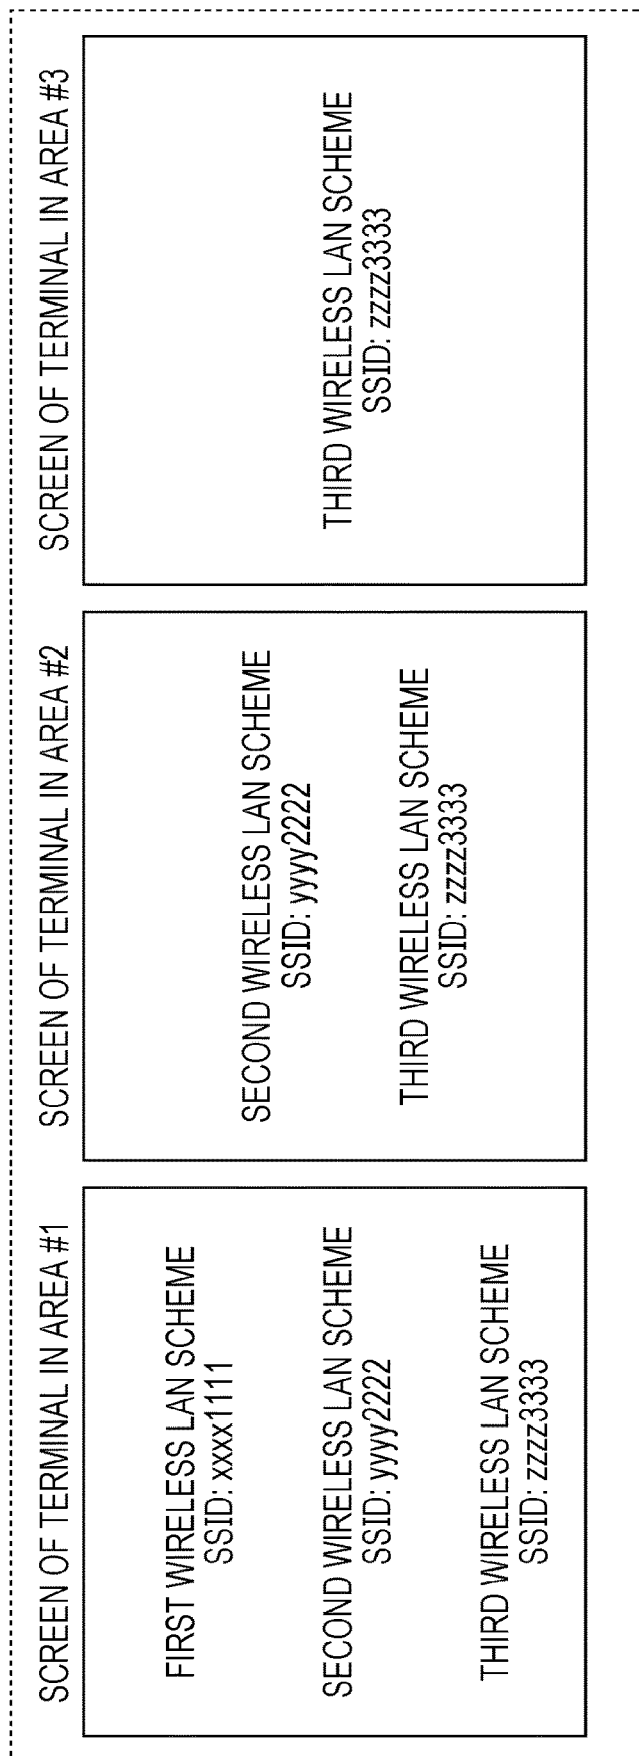 SCREEN OF TERMINAL IN AREA #1
FIRST WIRELESS LAN SCHEME
SSID: xxxx1111
SECOND WIRELESS LAN SCHEME
SSID: yyyy2222
THIRD WIRELESS LAN SCHEME
SSID: zzzz3333
SCREEN OF TERMINAL IN AREA #2
SECOND WIRELESS LAN SCHEME
SSID: yyyy2222
THIRD WIRELESS LAN SCHEME
SSID: zzzz3333
SCREEN OF TERMINAL IN AREA #3
THIRD WIRELESS LAN SCHEME
SSID: zzzz3333